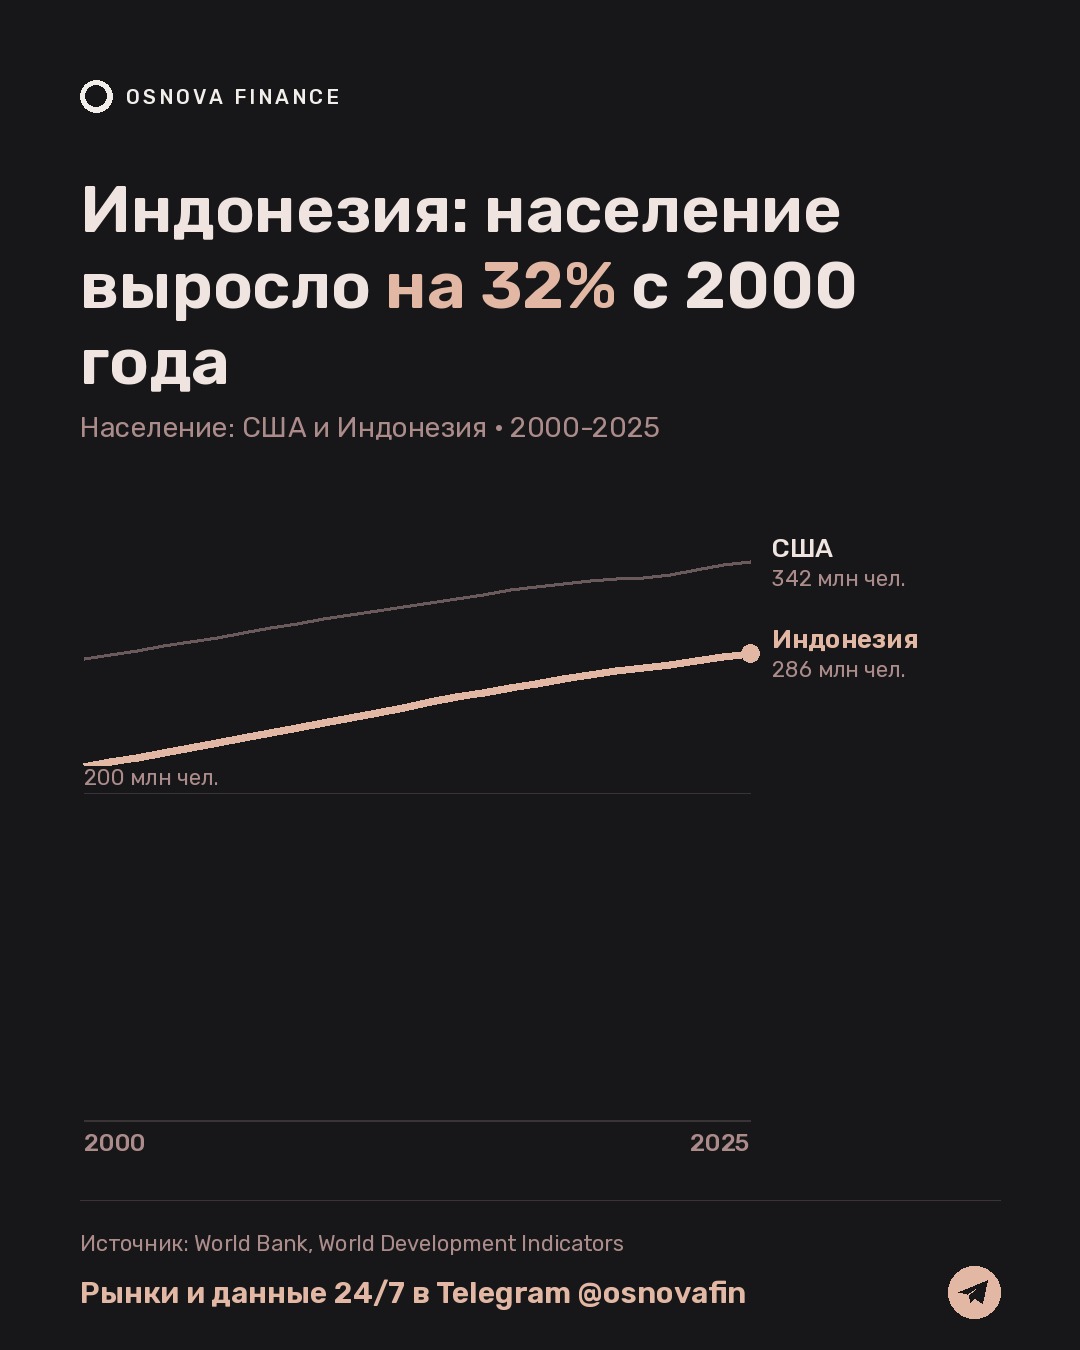 OSNOVA FINANCE
Индонезия: население
выросло на 32% с 2000
года
Население: США и Индонезия • 2000-2025
США
342 млн чел.
Индонезия
286 млн чел.
200 млн чел.
2000
2025
Источник: World Bank, World Development Indicators
Рынки и данные 24/7 в Telegram @osnovafin